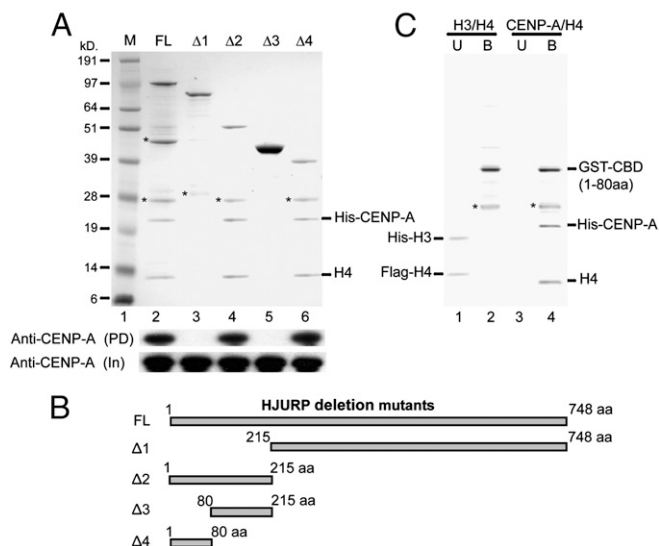 A
kD. M FL Δ1 Δ2 Δ3 Δ4
191
97
64
51
39
28
19
14
6
*
*
*
*
*
His-CENP-A
H4
1 2 3 4 5 6
Anti-CENP-A (PD)
Anti-CENP-A (In)
C
H3/H4 CENP-A/H4
U B U B
GST-CBD
(1-80aa)
*
*
His-CENP-A
His-H3
Flag-H4
H4
1 2 3 4
B
HJURP deletion mutants
FL 1 748 aa
Δ1 215 748 aa
Δ2 1 215 aa
Δ3 80 215 aa
Δ4 1 80 aa